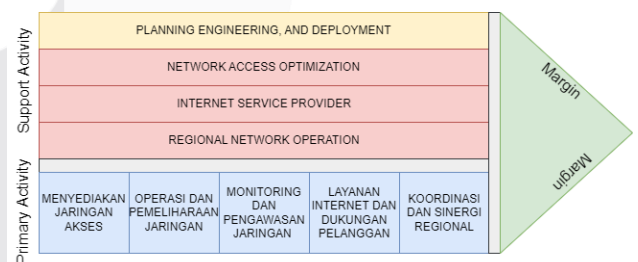 Support Activity
PLANNING ENGINEERING, AND DEPLOYMENT
NETWORK ACCESS OPTIMIZATION
INTERNET SERVICE PROVIDER
REGIONAL NETWORK OPERATION
Primary Activity
MENYEDIAKAN
JARINGAN
AKSES
OPERASI DAN
PEMELIHARAAN
JARINGAN
MONITORING
DAN
PENGAWASAN
JARINGAN
LAYANAN
INTERNET DAN
DUKUNGAN
PELANGGAN
KOORDINASI
DAN SINERGI
REGIONAL
Margin
Margin